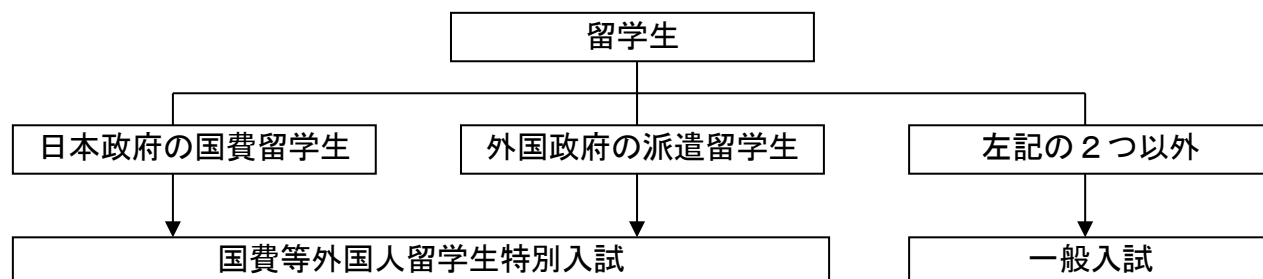 留学生
日本政府の国費留学生
外国政府の派遣留学生
左記の２つ以外
国費等外国人留学生特別入試
一般入試